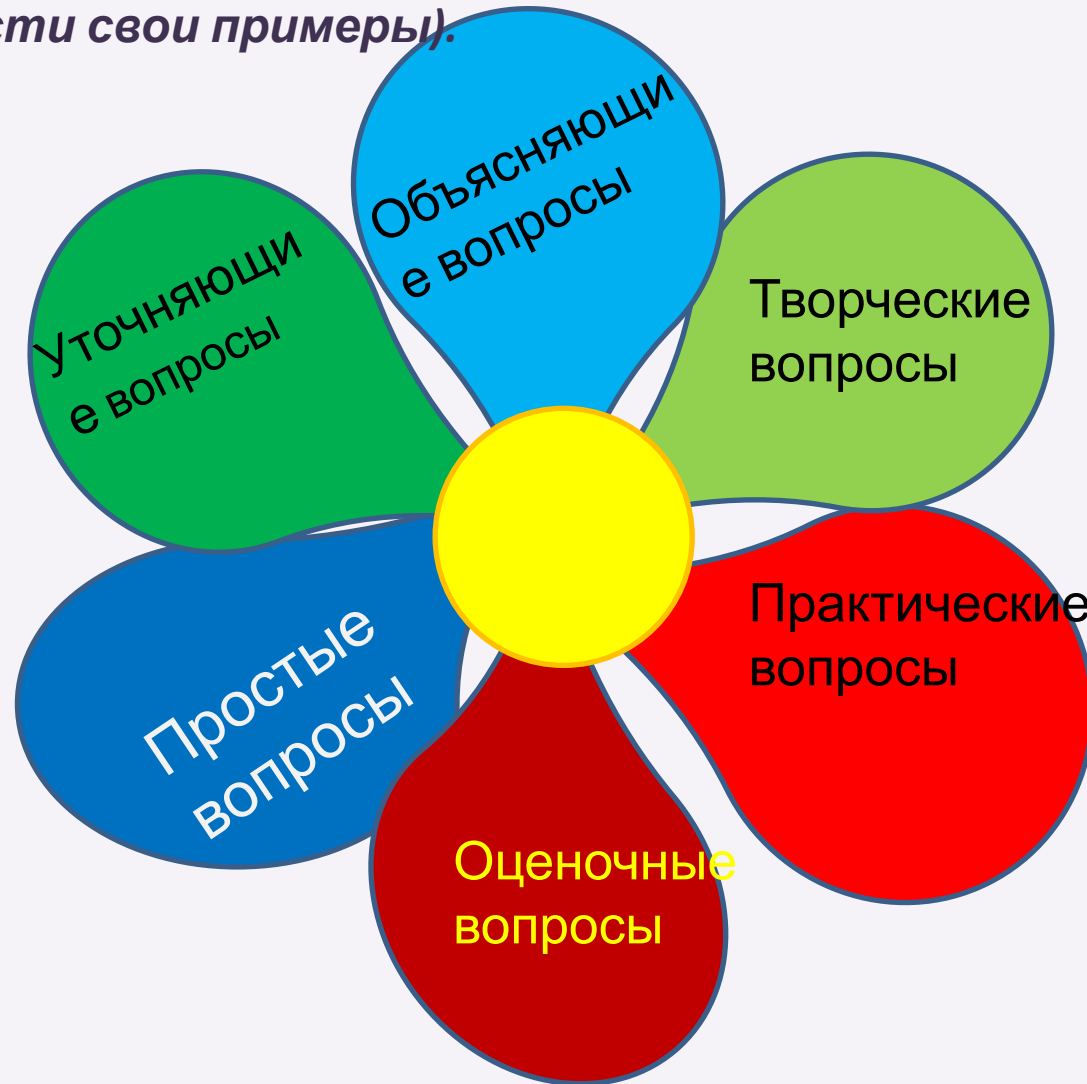 сти свои примеры).
Объясняющи
е вопросы
Уточняющи
е вопросы
Творческие
вопросы
Практические
вопросы
Простые
вопросы
Оценочные
вопросы